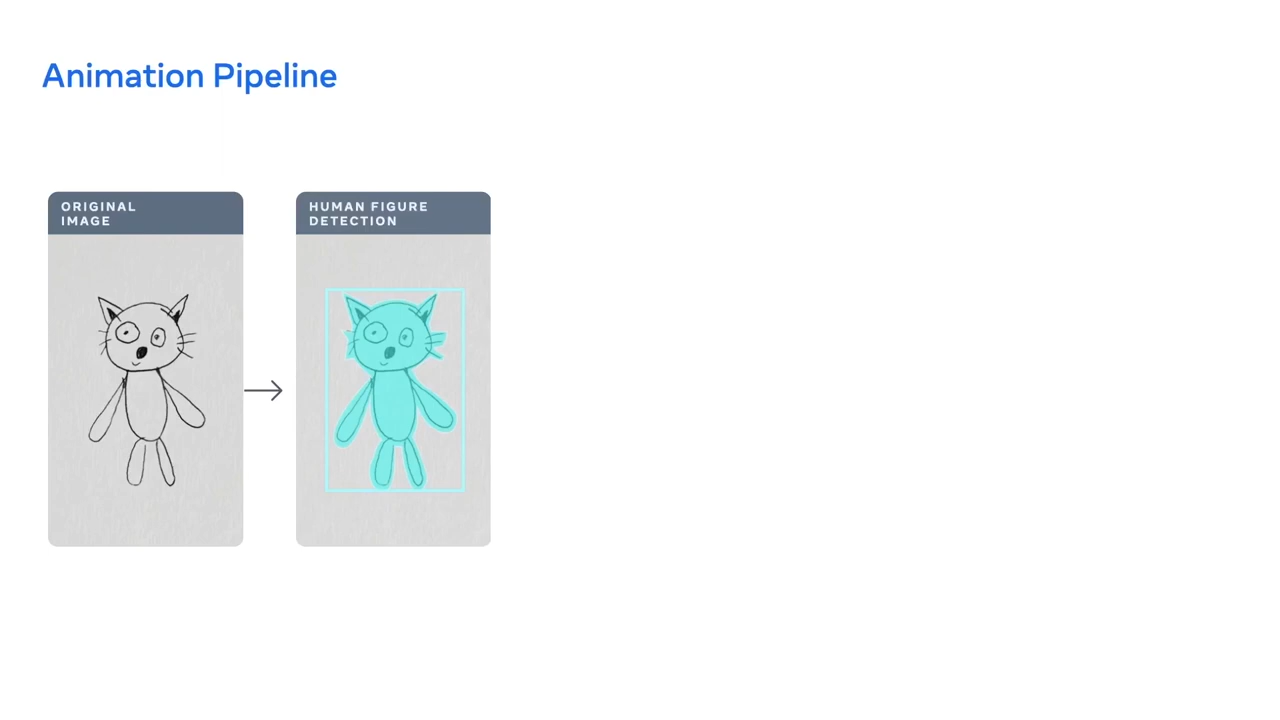 Animation Pipeline
ORIGINAL
IMAGE
HUMAN FIGURE
DETECTION